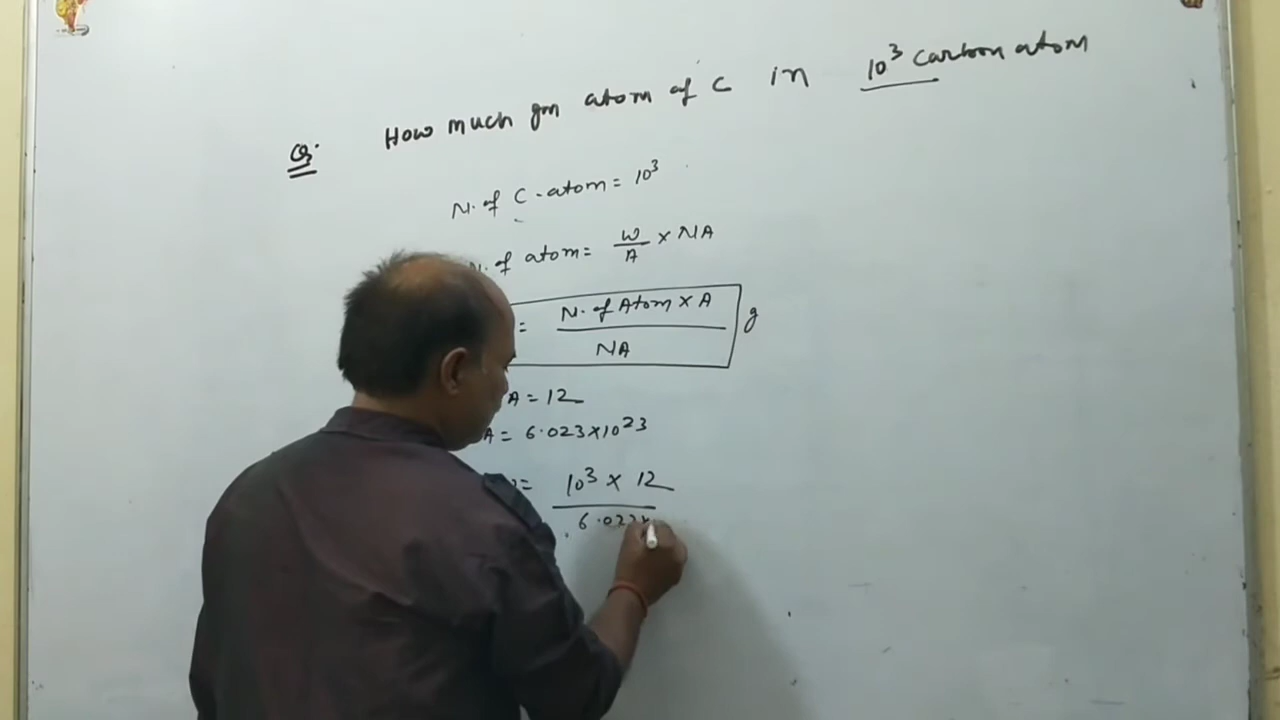 Q. How much gm atom of C in 10³ carbon atom
N. of C-atom = 10³
N. of atom = W/A × NA
= N. of Atom × A / NA g
A = 12
A = 6.023×10²³
= 10³ × 12 / 6.023×